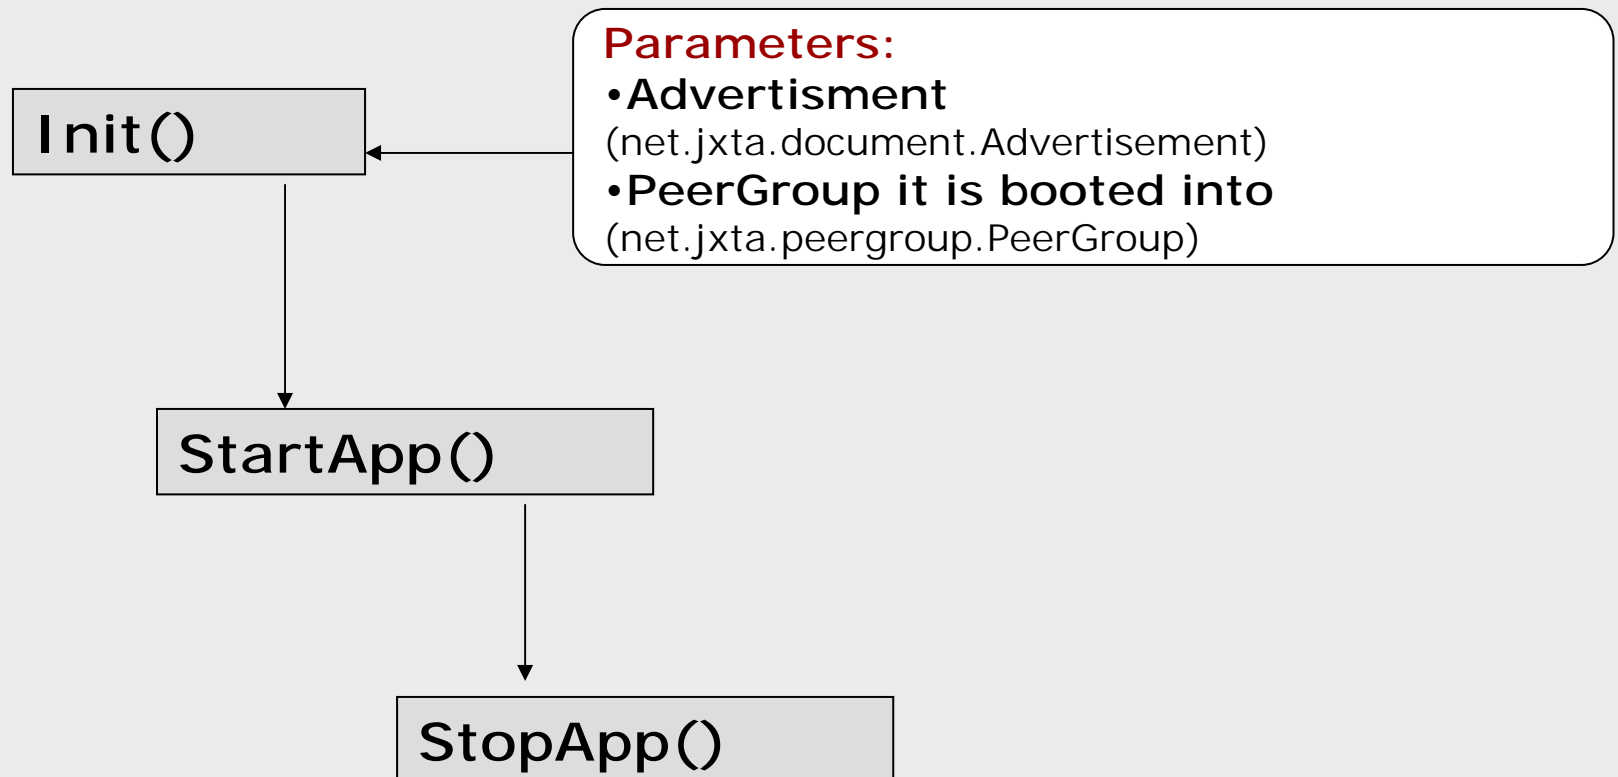 Parameters:
•Advertisment
(net.jxta.document.Advertisement)
•PeerGroup it is booted into
(net.jxta.peergroup.PeerGroup)
Init()
StartApp()
StopApp()